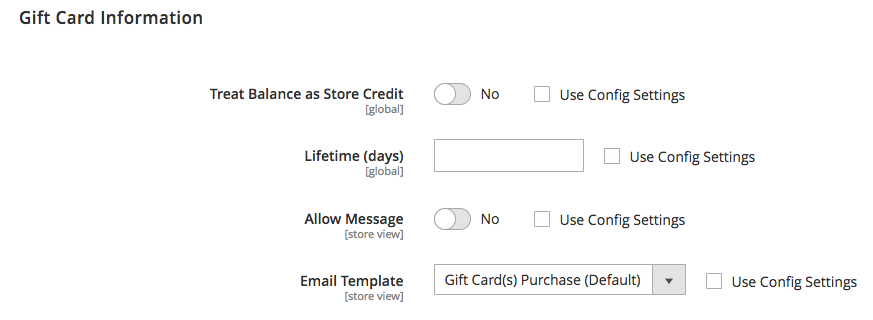 Gift Card Information
Treat Balance as Store Credit No Use Config Settings
[global]
Lifetime (days) Use Config Settings
[global]
Allow Message No Use Config Settings
[store view]
Email Template Gift Card(s) Purchase (Default) Use Config Settings
[store view]